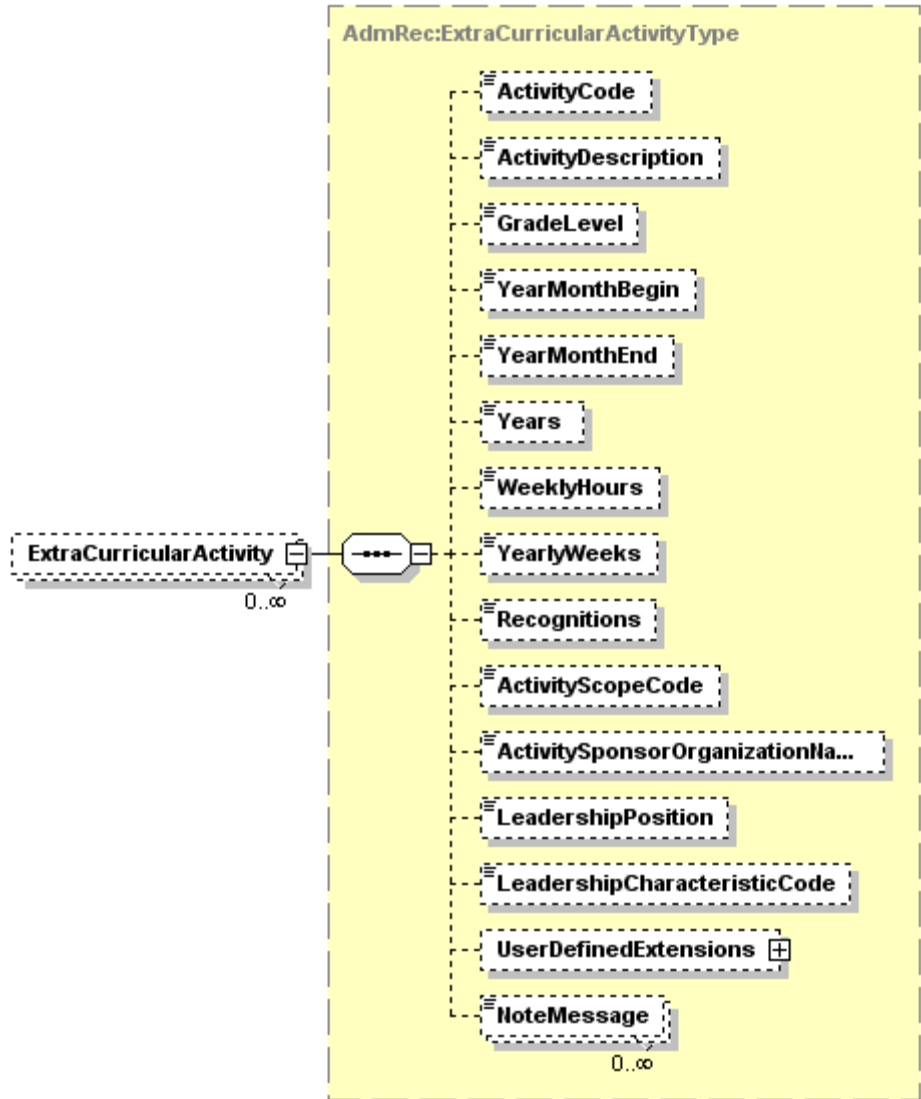 AdmRec:ExtraCurricularActivityType
ActivityCode
ActivityDescription
GradeLevel
YearMonthBegin
YearMonthEnd
Years
WeeklyHours
ExtraCurricularActivity
0..∞
YearlyWeeks
Recognitions
ActivityScopeCode
ActivitySponsorOrganizationNa...
LeadershipPosition
LeadershipCharacteristicCode
UserDefinedExtensions
NoteMessage
0..∞